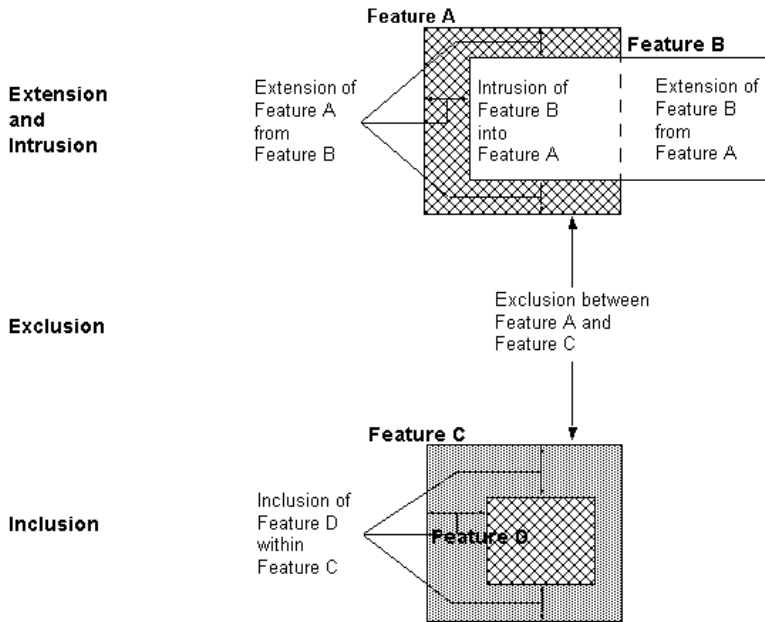 Feature A
Feature B
Extension
and
Intrusion
Extension of
Feature A
from
Feature B
Intrusion of
Feature B
into
Feature A
Extension of
Feature B
from
Feature A
Exclusion
Exclusion between
Feature A and
Feature C
Feature C
Inclusion
Inclusion of
Feature D
within
Feature C
Feature D